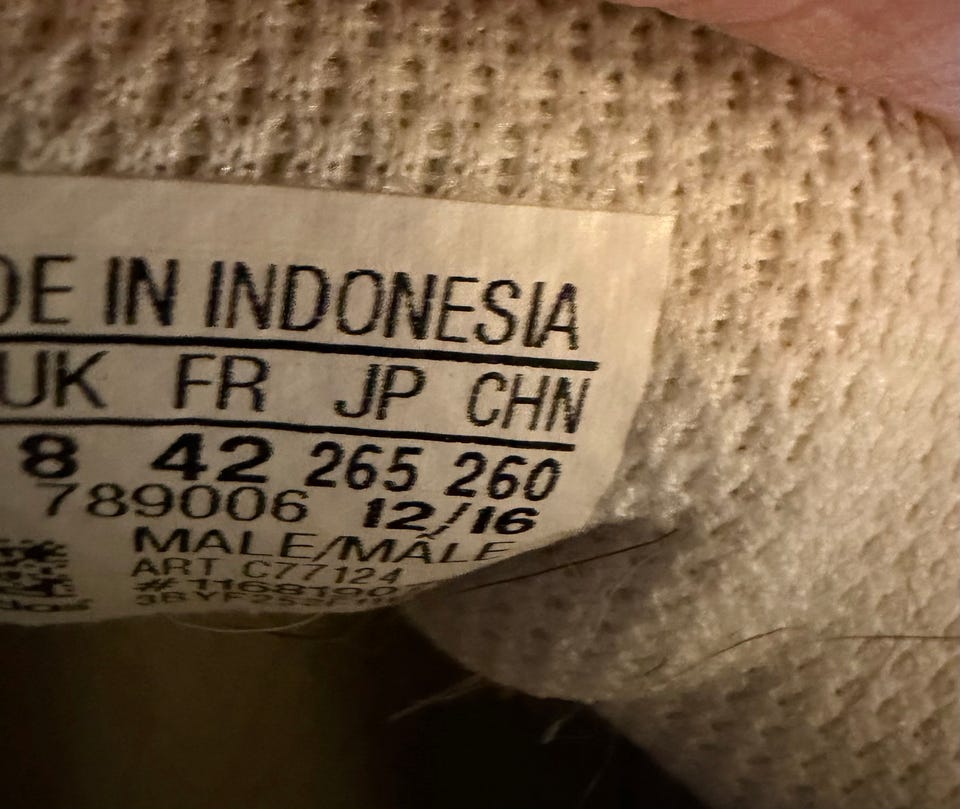 DE IN INDONESIA
UK FR JP CHN
8 42 265 260
789006 12/16
MALE/MÂLE
ART C77124